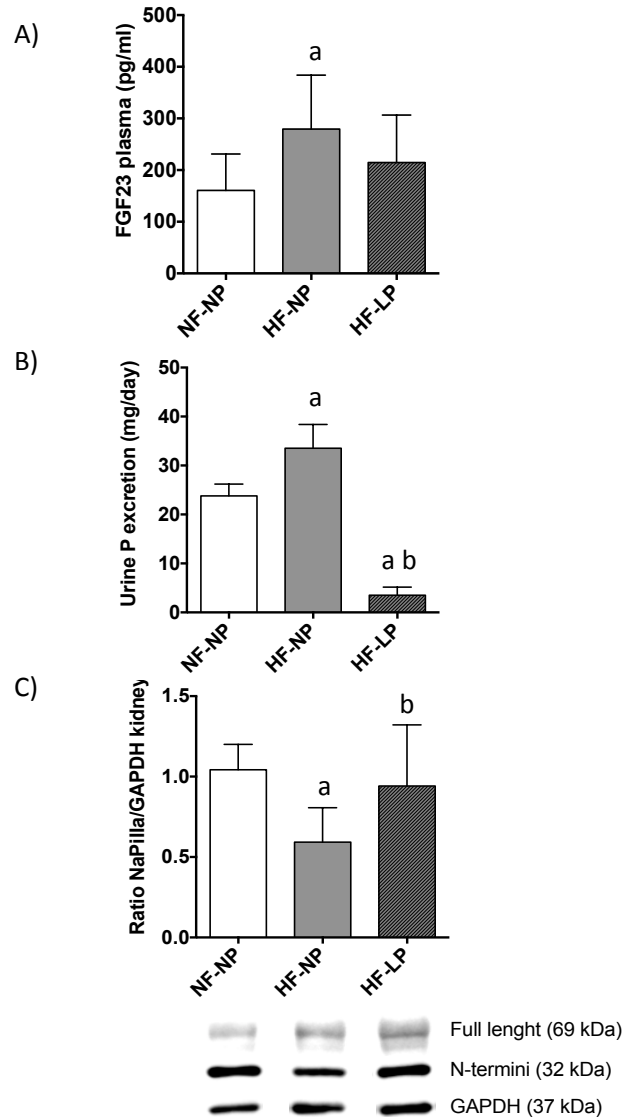 A)
FGF23 plasma (pg/ml)
500
400
300
200
100
0
a
NF-NP
HF-NP
HF-LP
B)
Urine P excretion (mg/day)
50
40
30
20
10
0
a
a b
NF-NP
HF-NP
HF-LP
C)
Ratio NaPiIIa/GAPDH kidney
1.5
1.0
0.5
0.0
a
b
NF-NP
HF-NP
HF-LP
Full lenght (69 kDa)
N-termini (32 kDa)
GAPDH (37 kDa)